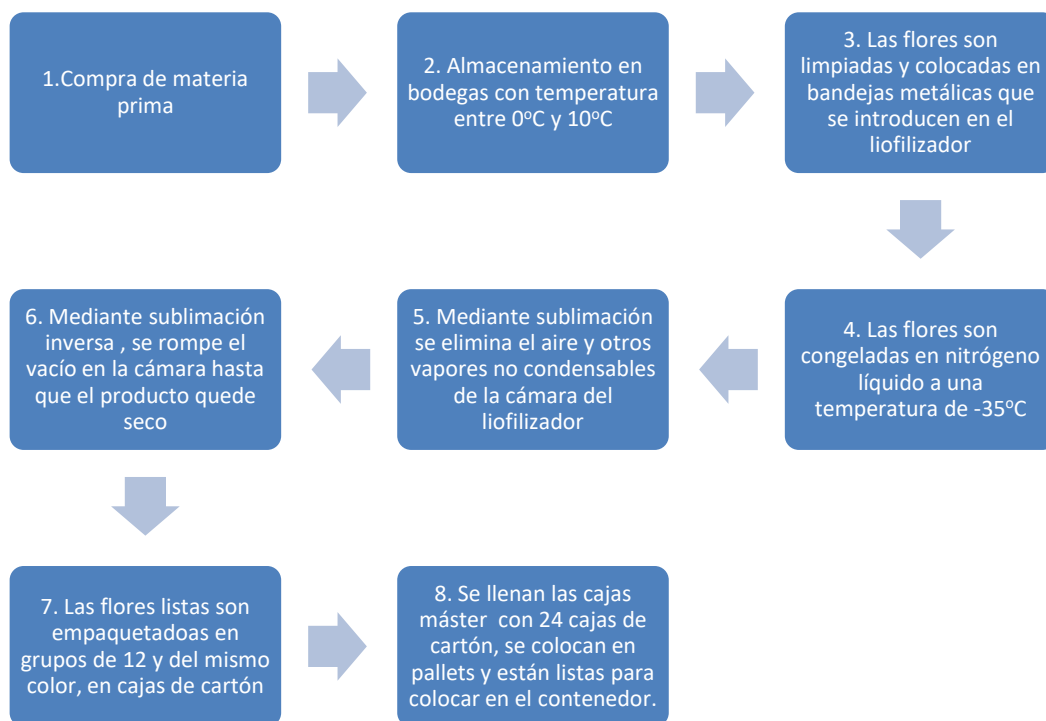 1.Compra de materia
prima
2. Almacenamiento en
bodegas con temperatura
entre 0ºC y 10ºC
3. Las flores son
limpiadas y colocadas en
bandejas metálicas que
se introducen en el
liofilizador
4. Las flores son
congeladas en nitrógeno
líquido a una
temperatura de -35ºC
5. Mediante sublimación
se elimina el aire y otros
vapores no condensables
de la cámara del
liofilizador
6. Mediante sublimación
inversa , se rompe el
vacío en la cámara hasta
que el producto quede
seco
7. Las flores listas son
empaquetadoas en
grupos de 12 y del mismo
color, en cajas de cartón
8. Se llenan las cajas
máster con 24 cajas de
cartón, se colocan en
pallets y están listas para
colocar en el contenedor.